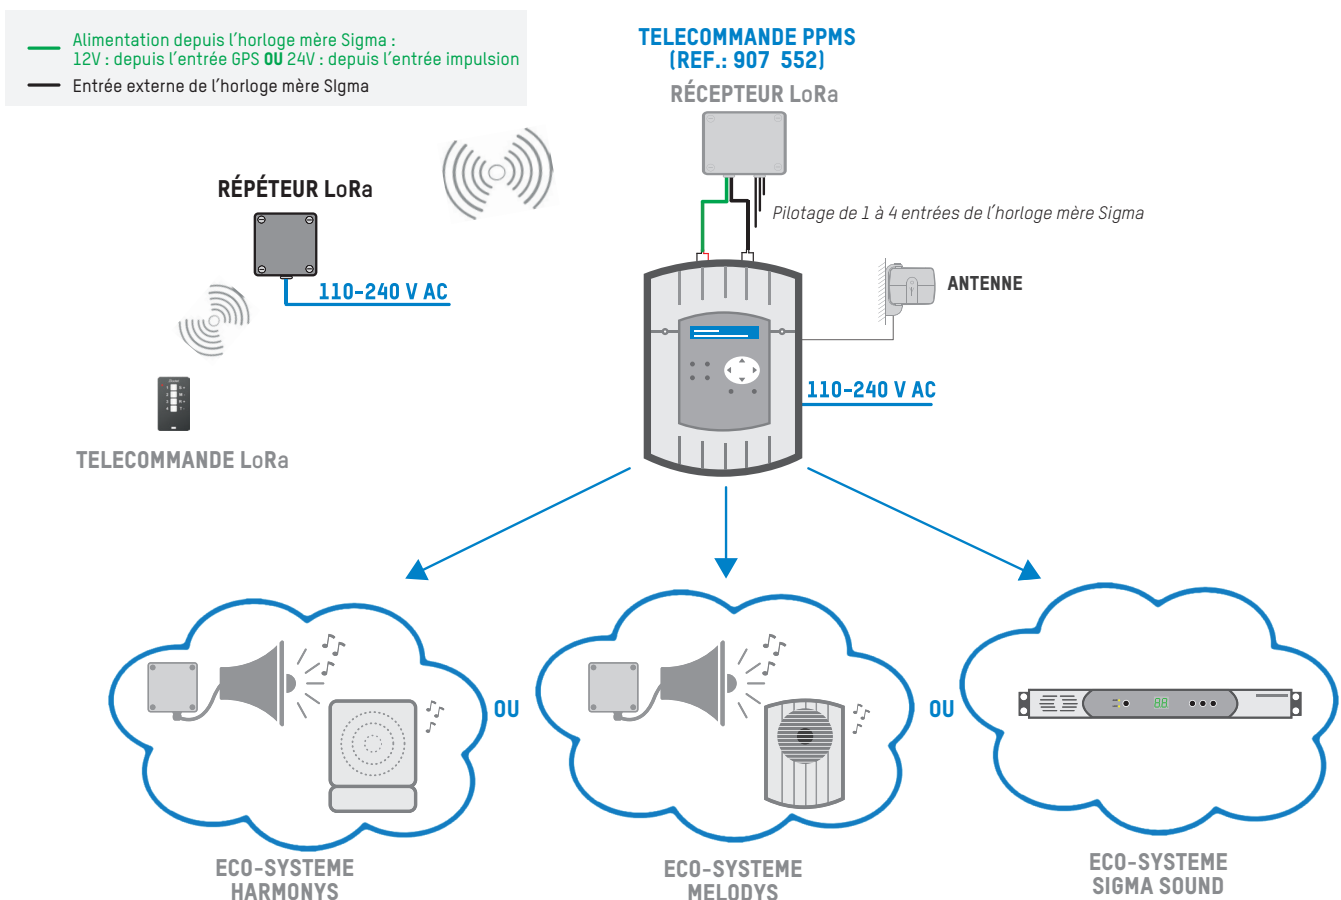 Alimentation depuis l'horloge mère Sigma :
12V : depuis l'entrée GPS OU 24V : depuis l'entrée impulsion
Entrée externe de l'horloge mère SIgma
TELECOMMANDE PPMS
(REF.: 907 552)
RÉCEPTEUR LoRa
RÉPÉTEUR LoRa
Pilotage de 1 à 4 entrées de l'horloge mère Sigma
110-240 V AC
ANTENNE
110-240 V AC
TELECOMMANDE LoRa
OU
OU
88
ECO-SYSTEME
HARMONYS
ECO-SYSTEME
MELODYS
ECO-SYSTEME
SIGMA SOUND